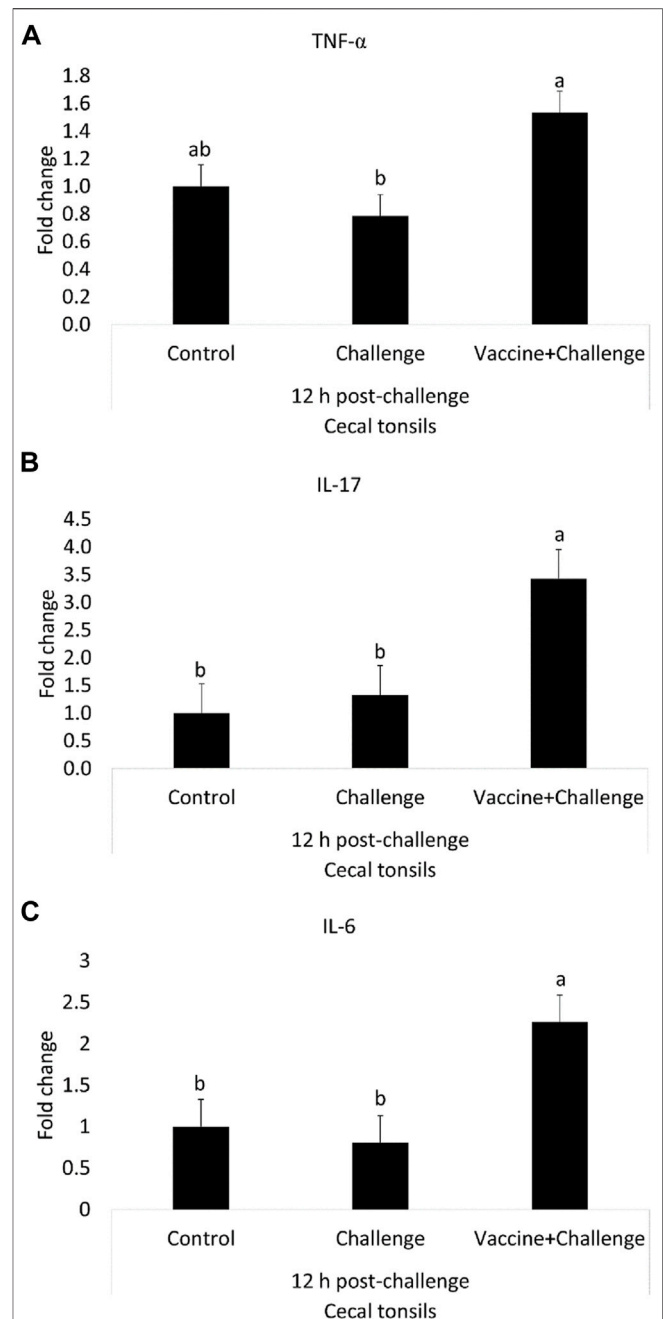 A
TNF-α
1.8
1.6
1.4
1.2
1.0
0.8
0.6
0.4
0.2
0.0
Fold change
ab
b
a
Control Challenge Vaccine+Challenge
12 h post-challenge
Cecal tonsils
B
IL-17
4.5
4.0
3.5
3.0
2.5
2.0
1.5
1.0
0.5
0.0
Fold change
b
b
a
Control Challenge Vaccine+Challenge
12 h post-challenge
Cecal tonsils
C
IL-6
3
2.5
2
1.5
1
0.5
0
Fold change
b
b
a
Control Challenge Vaccine+Challenge
12 h post-challenge
Cecal tonsils